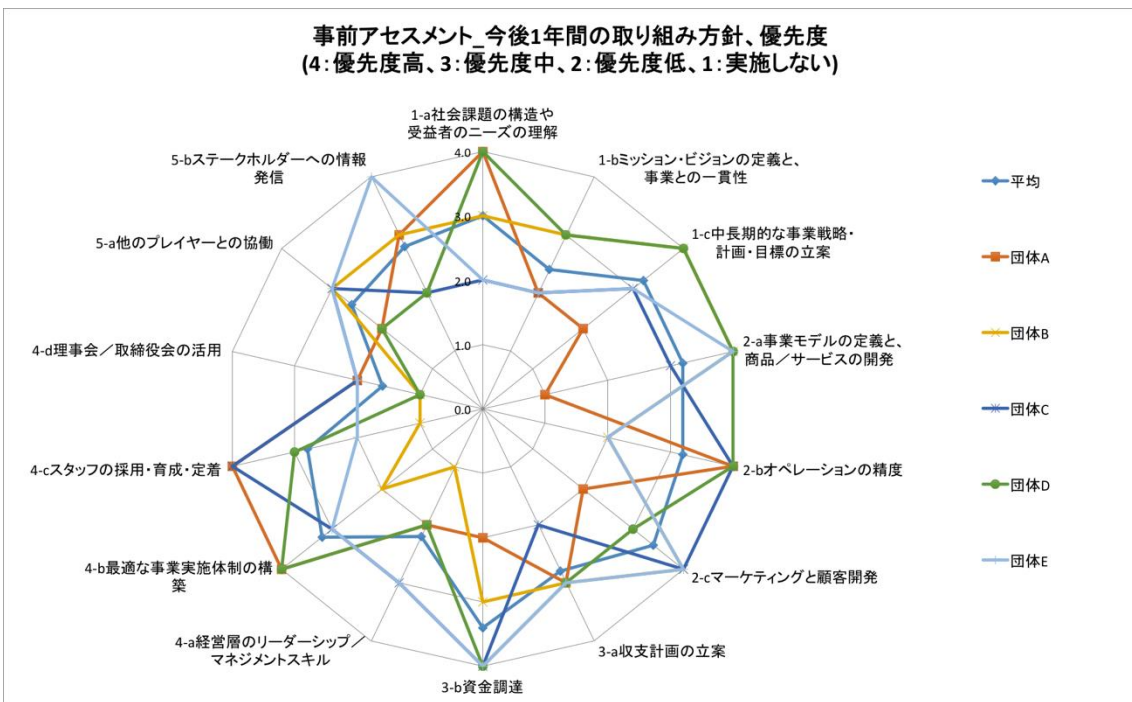 事前アセスメント_今後1年間の取り組み方針、優先度
(4：優先度高、3：優先度中、2：優先度低、1：実施しない)
1-a社会課題の構造や
受益者のニーズの理解
1-bミッション・ビジョンの定義と、
事業との一貫性
1-c中長期的な事業戦略・
計画・目標の立案
2-a事業モデルの定義と、
商品／サービスの開発
2-bオペレーションの精度
2-cマーケティングと顧客開発
3-a収支計画の立案
3-b資金調達
4-a経営層のリーダーシップ／
マネジメントスキル
4-b最適な事業実施体制の構
築
4-cスタッフの採用・育成・定着
4-d理事会／取締役会の活用
5-a他のプレイヤーとの協働
5-bステークホルダーへの情報
発信
4.0
3.0
2.0
1.0
0.0
平均
団体A
団体B
団体C
団体D
団体E